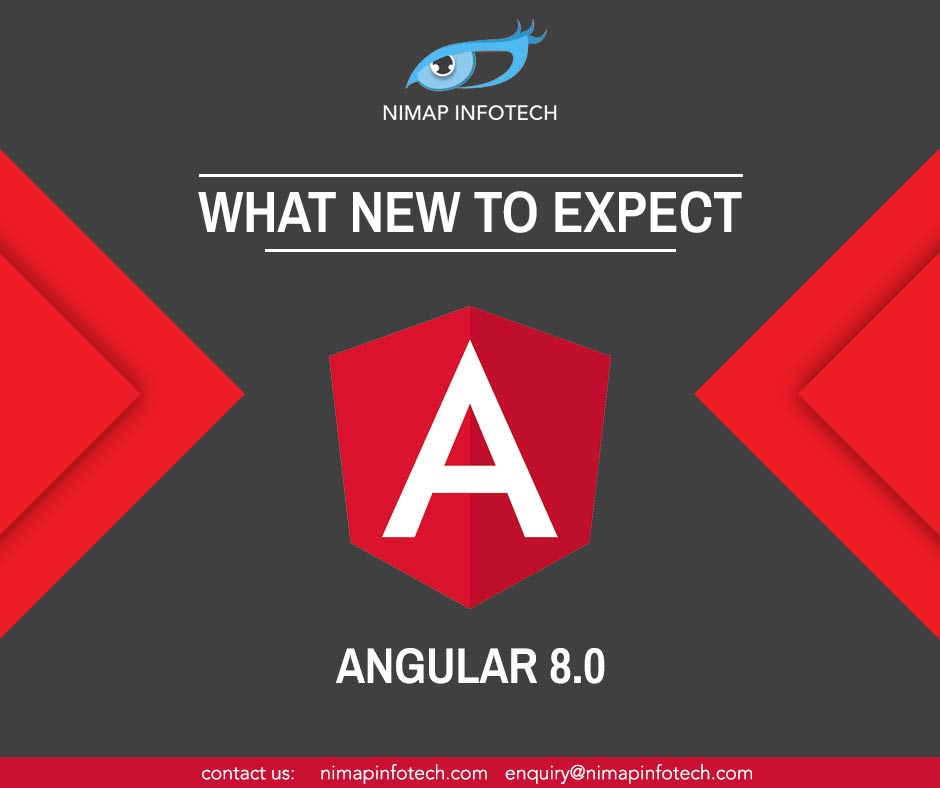 NIMAP INFOTECH
WHAT NEW TO EXPECT
A
ANGULAR 8.0
contact us: nimapinfotech.com enquiry@nimapinfotech.com